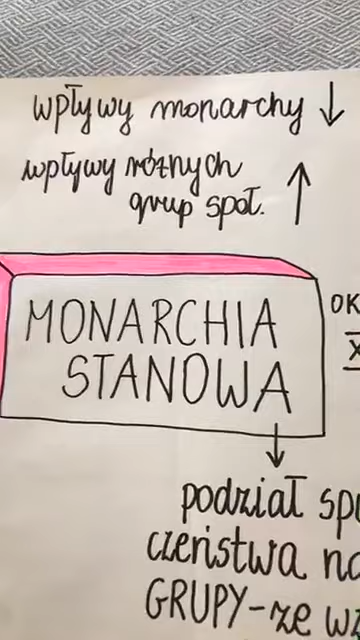 wpływy monarchy ↓
wpływy różnych
grup społ. ↑
MONARCHIA
STANOWA
podział
czeństwa
GRUPY-ze